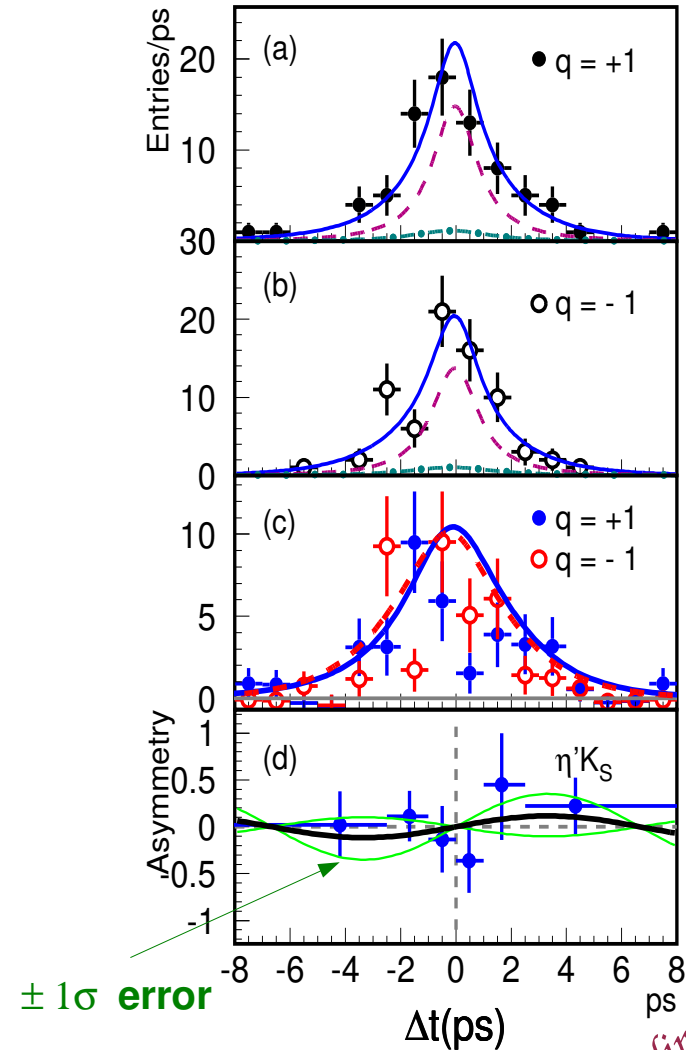 Entries/ps
(a)
q = +1
20
10
30
(b)
q = - 1
20
10
0
(c)
q = +1
q = - 1
10
5
0
Asymmetry
(d)
η'K_S
1
0.5
0
-0.5
-1
-8 -6 -4 -2 0 2 4 6 8
ps
± 1σ error
Δt(ps)